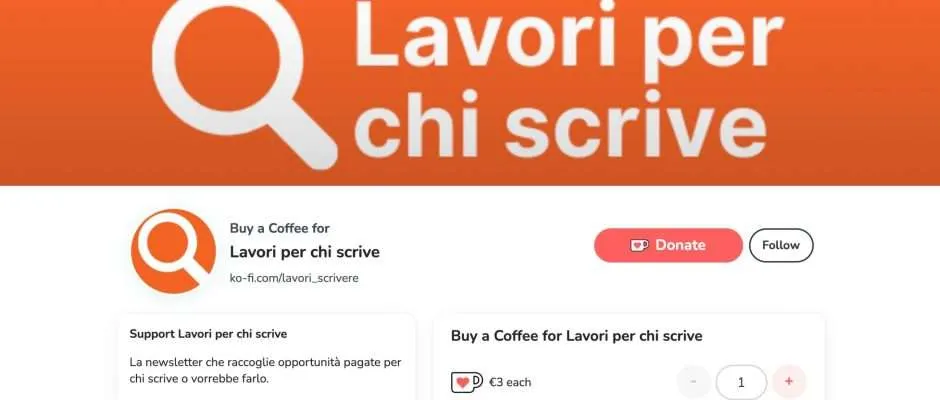 Lavori per
chi scrive
Buy a Coffee for
Lavori per chi scrive
ko-fi.com/lavori_scrivere
Donate
Follow
Support Lavori per chi scrive
La newsletter che raccoglie opportunità pagate per
chi scrive o vorrebbe farlo.
Buy a Coffee for Lavori per chi scrive
€3 each
-
1
+